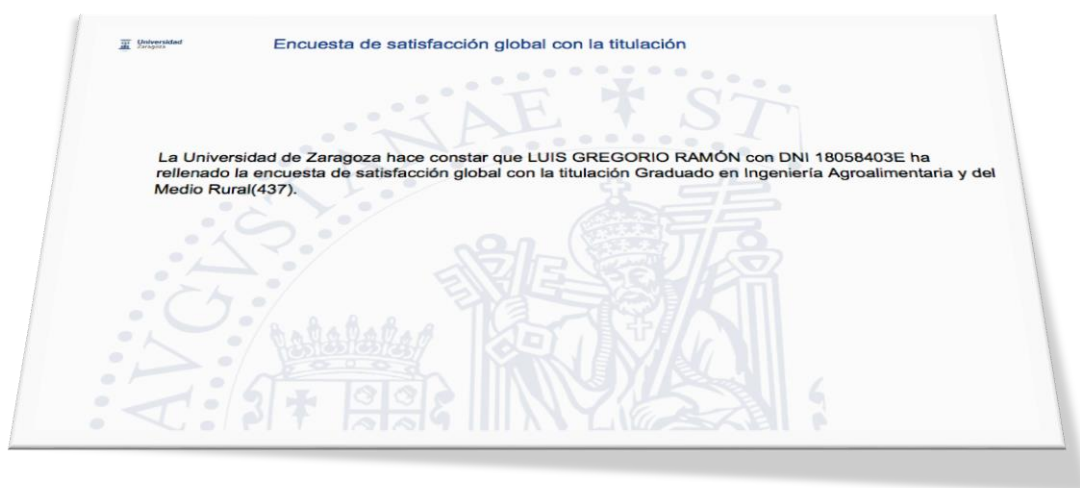 Universidad
Zaragoza
Encuesta de satisfacción global con la titulación
AVGVSTANAE ST
La Universidad de Zaragoza hace constar que LUIS GREGORIO RAMÓN con DNI 18058403E ha
rellenado la encuesta de satisfacción global con la titulación Graduado en Ingeniería Agroalimentaria y del
Medio Rural(437).